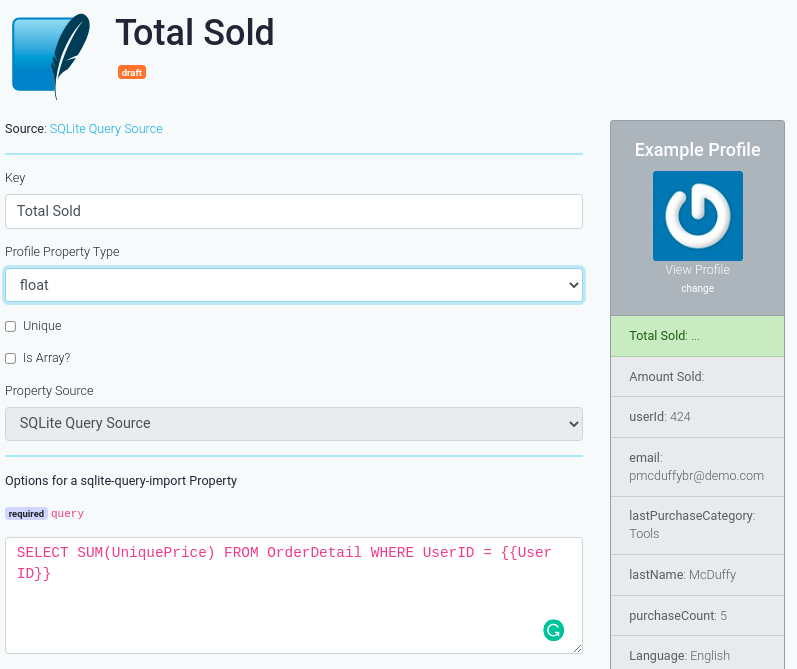 Total Sold
draft
Source: SQLite Query Source
Key
Total Sold
Profile Property Type
float
Unique
Is Array?
Property Source
SQLite Query Source
Options for a sqlite-query-import Property
required query
SELECT SUM(UniquePrice) FROM OrderDetail WHERE UserID = {{User
ID}}
Example Profile
View Profile
change
Total Sold: ...
Amount Sold:
userId: 424
email:
pmcduffybr@demo.com
lastPurchaseCategory:
Tools
lastName: McDuffy
purchaseCount: 5
Language: English